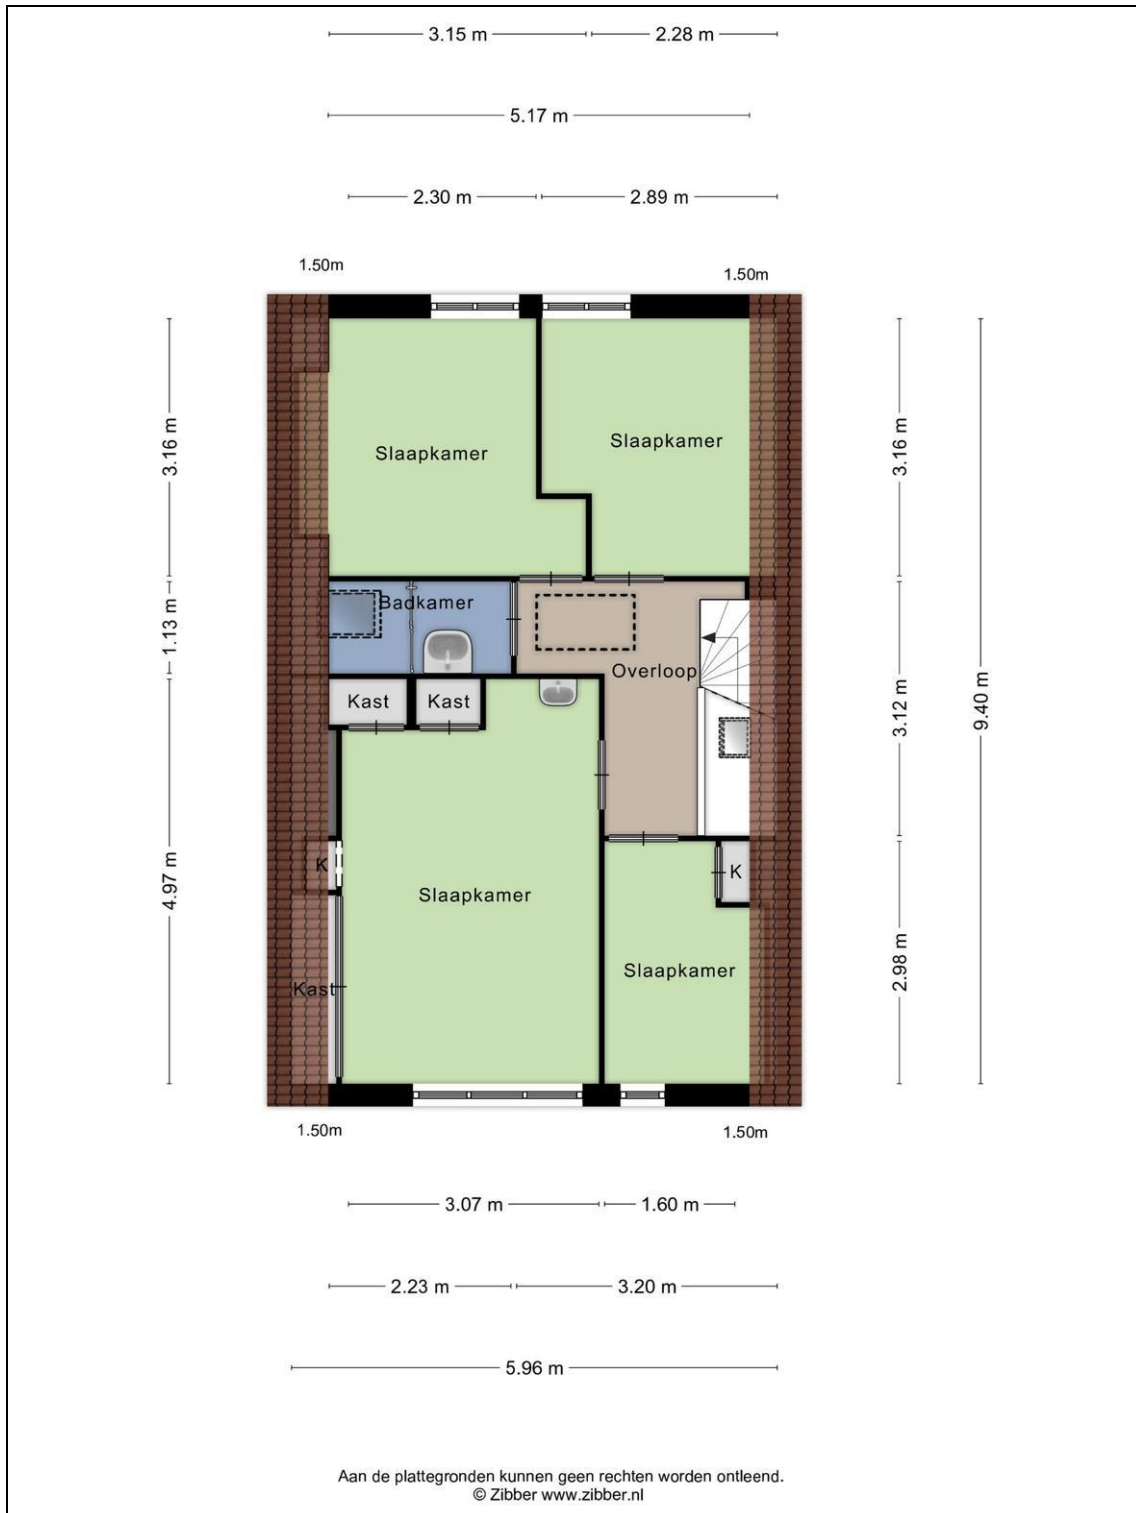 3.15 m
2.28 m
5.17 m
2.30 m
2.89 m
1.50m
1.50m
3.16 m
3.16 m
Slaapkamer
Slaapkamer
1.13 m
Badkamer
Overloop
Kast
Kast
3.12 m
9.40 m
4.97 m
K
K
Slaapkamer
Slaapkamer
2.98 m
Kast
1.50m
1.50m
3.07 m
1.60 m
2.23 m
3.20 m
5.96 m
Aan de plattegronden kunnen geen rechten worden ontleend.
© Zibber www.zibber.nl